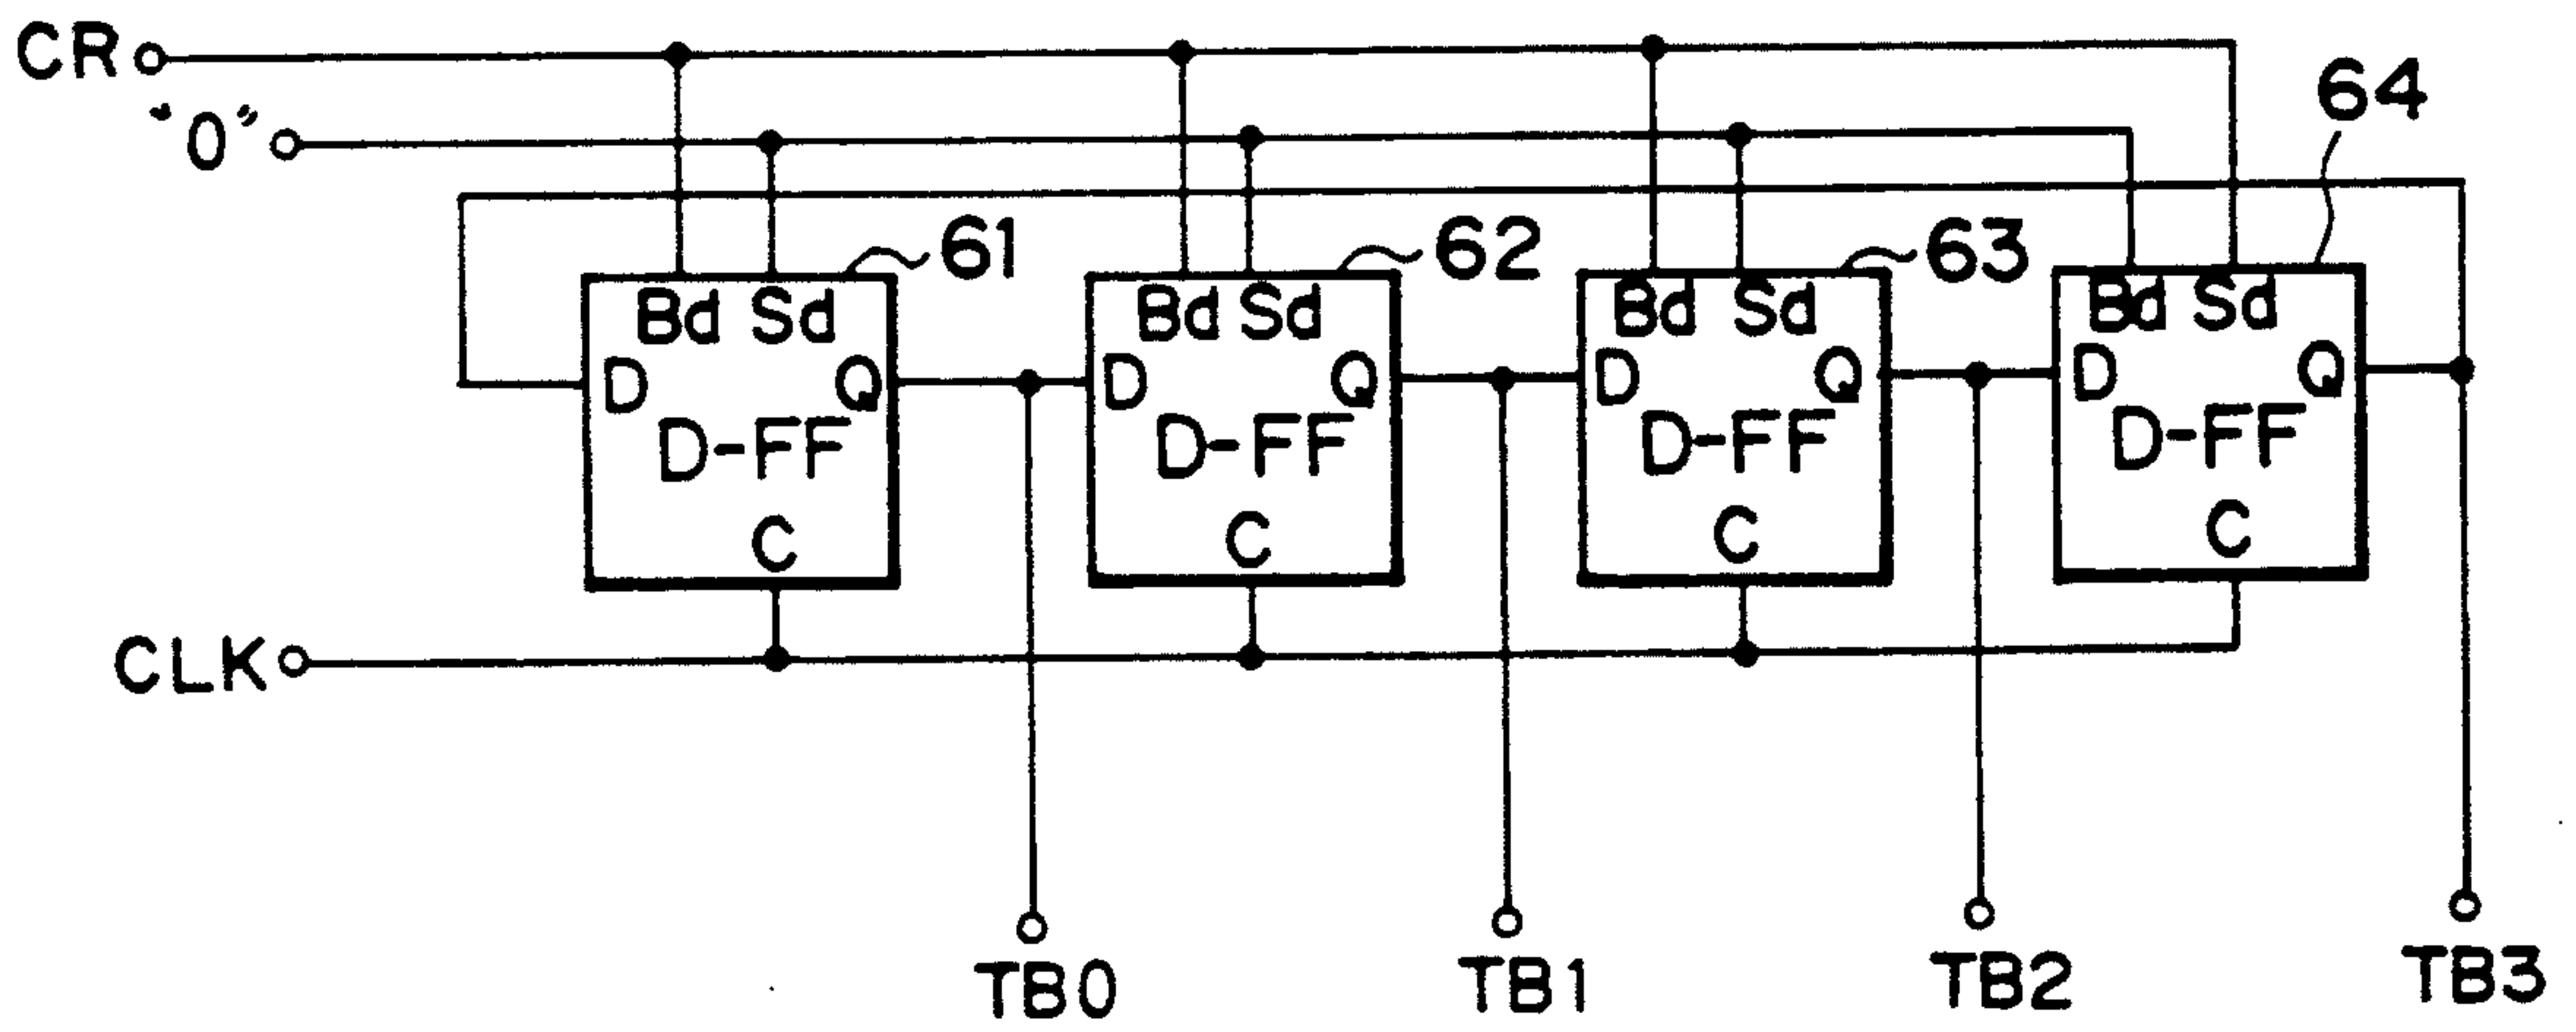 CR
"0"
64
61
62
63
Bd Sd
Bd Sd
Bd Sd
Bd Sd
D Q
D Q
D Q
D Q
D-FF
D-FF
D-FF
D-FF
C
C
C
C
CLK
TB0
TB1
TB2
TB3